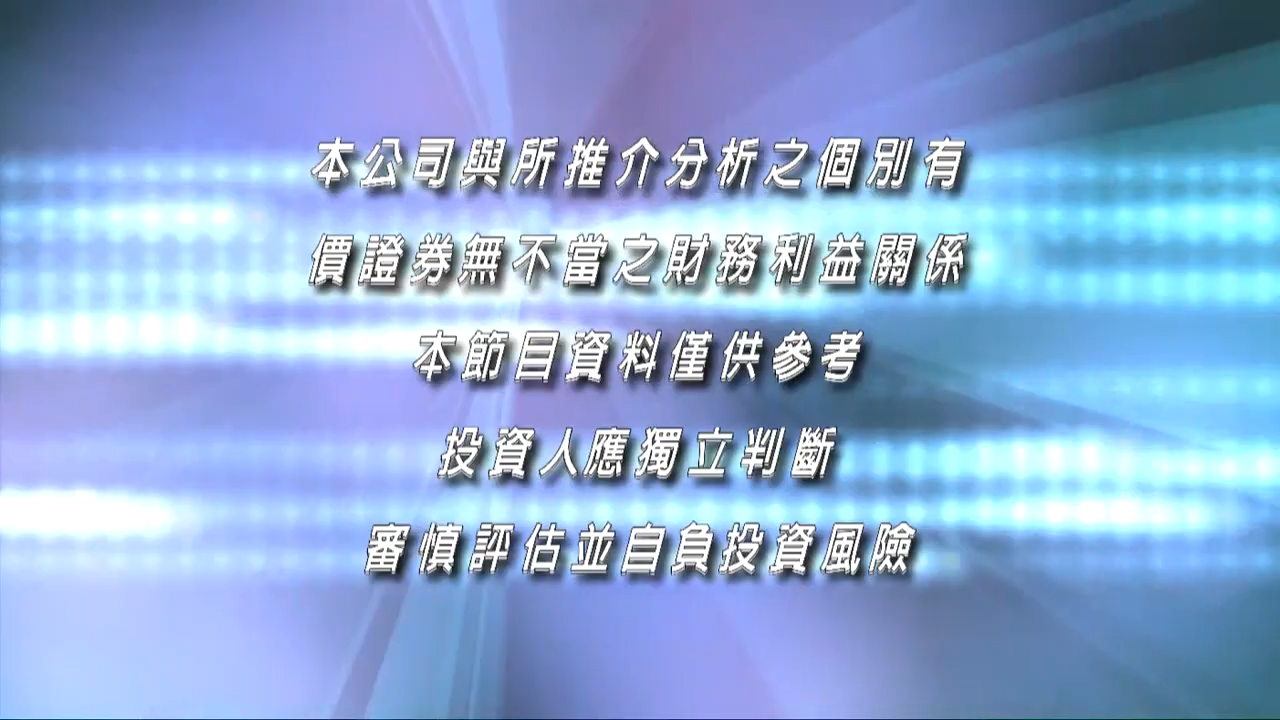 本公司與所推介分析之個別有
價證券無不當之財務利益關係
本節目資料僅供參考
投資人應獨立判斷
審慎評估並自負投資風險